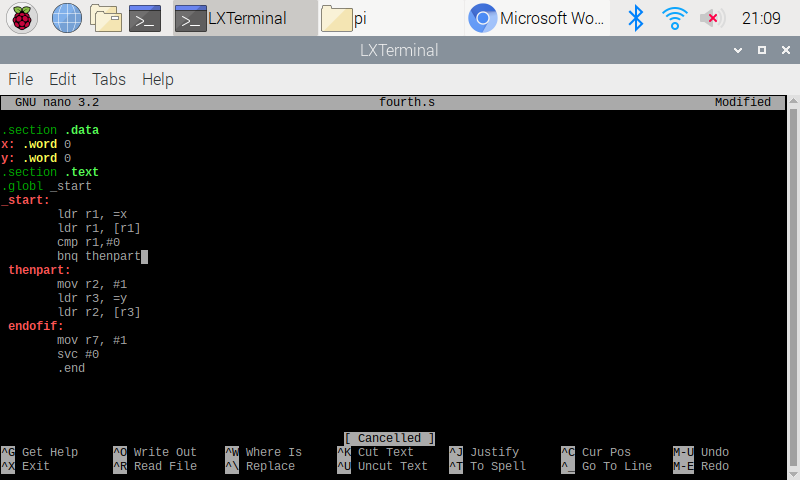 LXTerminal pi Microsoft Wo... 21:09
LXTerminal
File Edit Tabs Help
GNU nano 3.2 fourth.s Modified
.section .data
x: .word 0
y: .word 0
.section .text
.globl _start
_start:
ldr r1, =x
ldr r1, [r1]
cmp r1,#0
bnq thenpart
thenpart:
mov r2, #1
ldr r3, =y
ldr r2, [r3]
endofif:
mov r7, #1
svc #0
.end
[ Cancelled ]
^G Get Help ^O Write Out ^W Where Is ^K Cut Text ^J Justify ^C Cur Pos M-U Undo
^X Exit ^R Read File ^\ Replace ^U Uncut Text ^T To Spell ^_ Go To Line M-E Redo